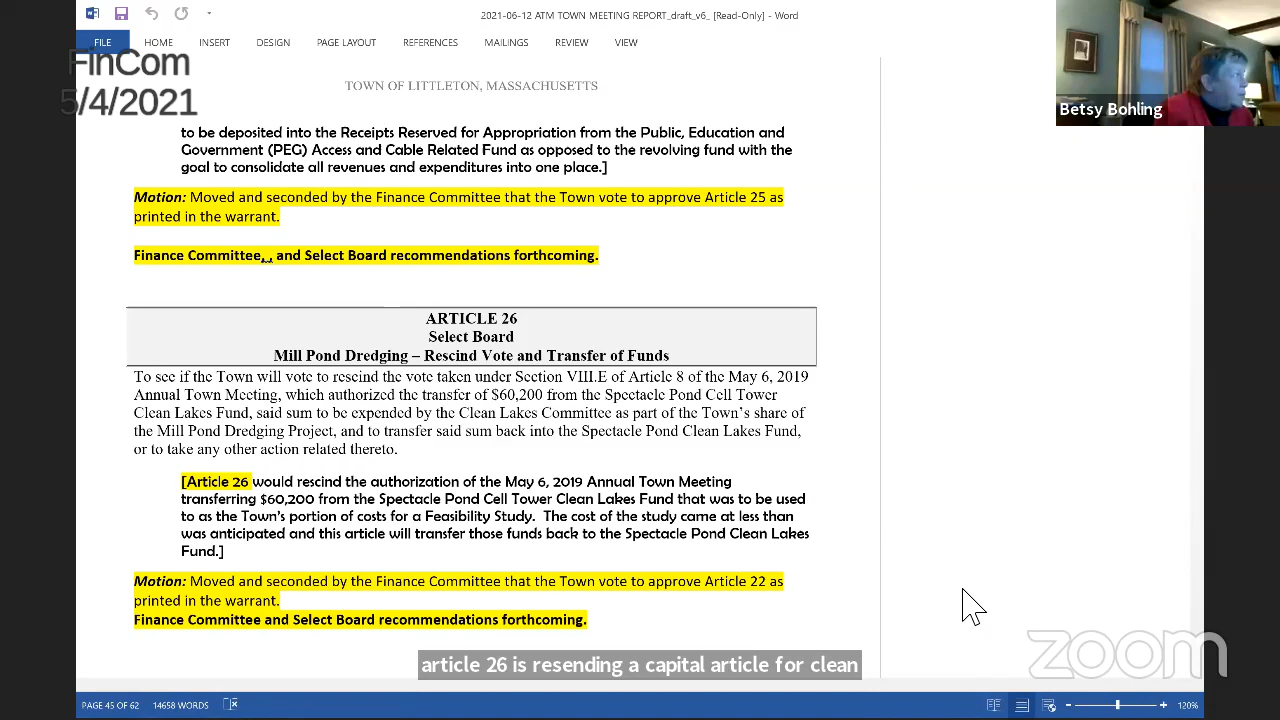 2021-06-12 ATM TOWN MEETING REPORT_draft_v6_ [Read-Only] - Word
FILE HOME INSERT DESIGN PAGE LAYOUT REFERENCES MAILINGS REVIEW VIEW
FinCom
5/4/2021
Betsy Bohling
TOWN OF LITTLETON, MASSACHUSETTS
to be deposited into the Receipts Reserved for Appropriation from the Public, Education and
Government (PEG) Access and Cable Related Fund as opposed to the revolving fund with the
goal to consolidate all revenues and expenditures into one place.]
Motion: Moved and seconded by the Finance Committee that the Town vote to approve Article 25 as
printed in the warrant.
Finance Committee, , and Select Board recommendations forthcoming.
ARTICLE 26
Select Board
Mill Pond Dredging – Rescind Vote and Transfer of Funds
To see if the Town will vote to rescind the vote taken under Section VIII.E of Article 8 of the May 6, 2019
Annual Town Meeting, which authorized the transfer of $60,200 from the Spectacle Pond Cell Tower
Clean Lakes Fund, said sum to be expended by the Clean Lakes Committee as part of the Town's share of
the Mill Pond Dredging Project, and to transfer said sum back into the Spectacle Pond Clean Lakes Fund,
or to take any other action related thereto.
[Article 26 would rescind the authorization of the May 6, 2019 Annual Town Meeting
transferring $60,200 from the Spectacle Pond Cell Tower Clean Lakes Fund that was to be used
to as the Town's portion of costs for a Feasibility Study. The cost of the study came at less than
was anticipated and this article will transfer those funds back to the Spectacle Pond Clean Lakes
Fund.]
Motion: Moved and seconded by the Finance Committee that the Town vote to approve Article 22 as
printed in the warrant.
Finance Committee and Select Board recommendations forthcoming.
article 26 is resending a capital article for clean
zoom
PAGE 45 OF 62 14658 WORDS 120%